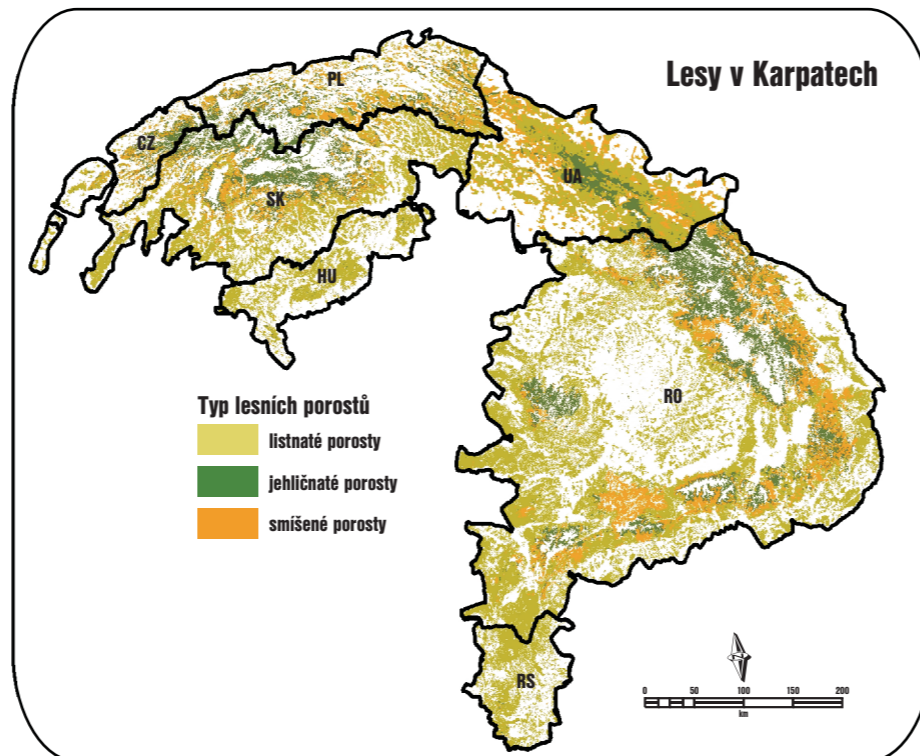 Lesy v Karpatech
PL
CZ
SK
UA
HU
RO
RS
Typ lesních porostů
listnaté porosty
jehličnaté porosty
smíšené porosty
0 50 100 150 200
km